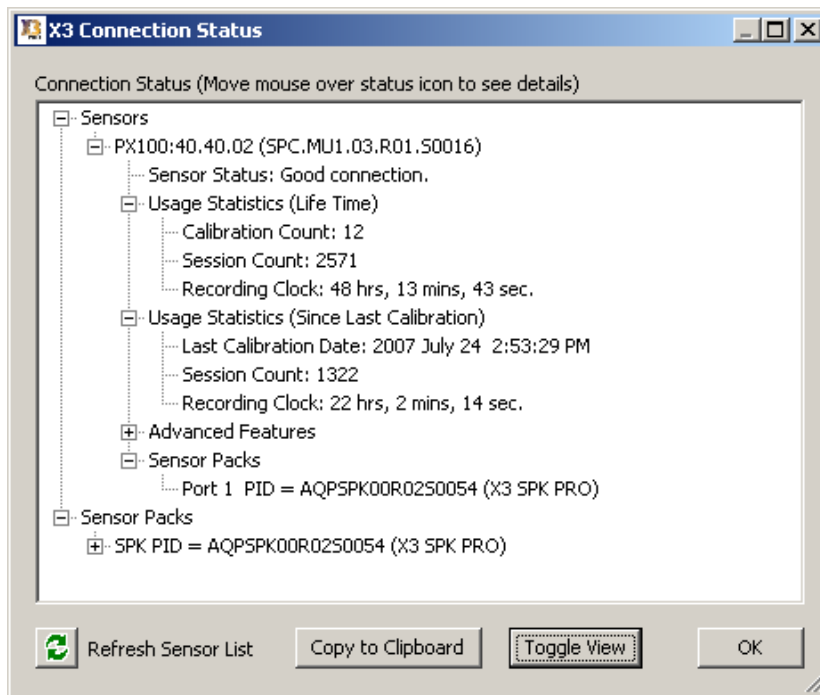 X3 Connection Status
Connection Status (Move mouse over status icon to see details)
Sensors
PX100:40.40.02 (SPC.MU1.03.R01.S0016)
Sensor Status: Good connection.
Usage Statistics (Life Time)
Calibration Count: 12
Session Count: 2571
Recording Clock: 48 hrs, 13 mins, 43 sec.
Usage Statistics (Since Last Calibration)
Last Calibration Date: 2007 July 24  2:53:29 PM
Session Count: 1322
Recording Clock: 22 hrs, 2 mins, 14 sec.
Advanced Features
Sensor Packs
Port 1  PID = AQPSPK00R02S0054 (X3 SPK PRO)
Sensor Packs
SPK PID = AQPSPK00R02S0054 (X3 SPK PRO)
Refresh Sensor List Copy to Clipboard Toggle View OK